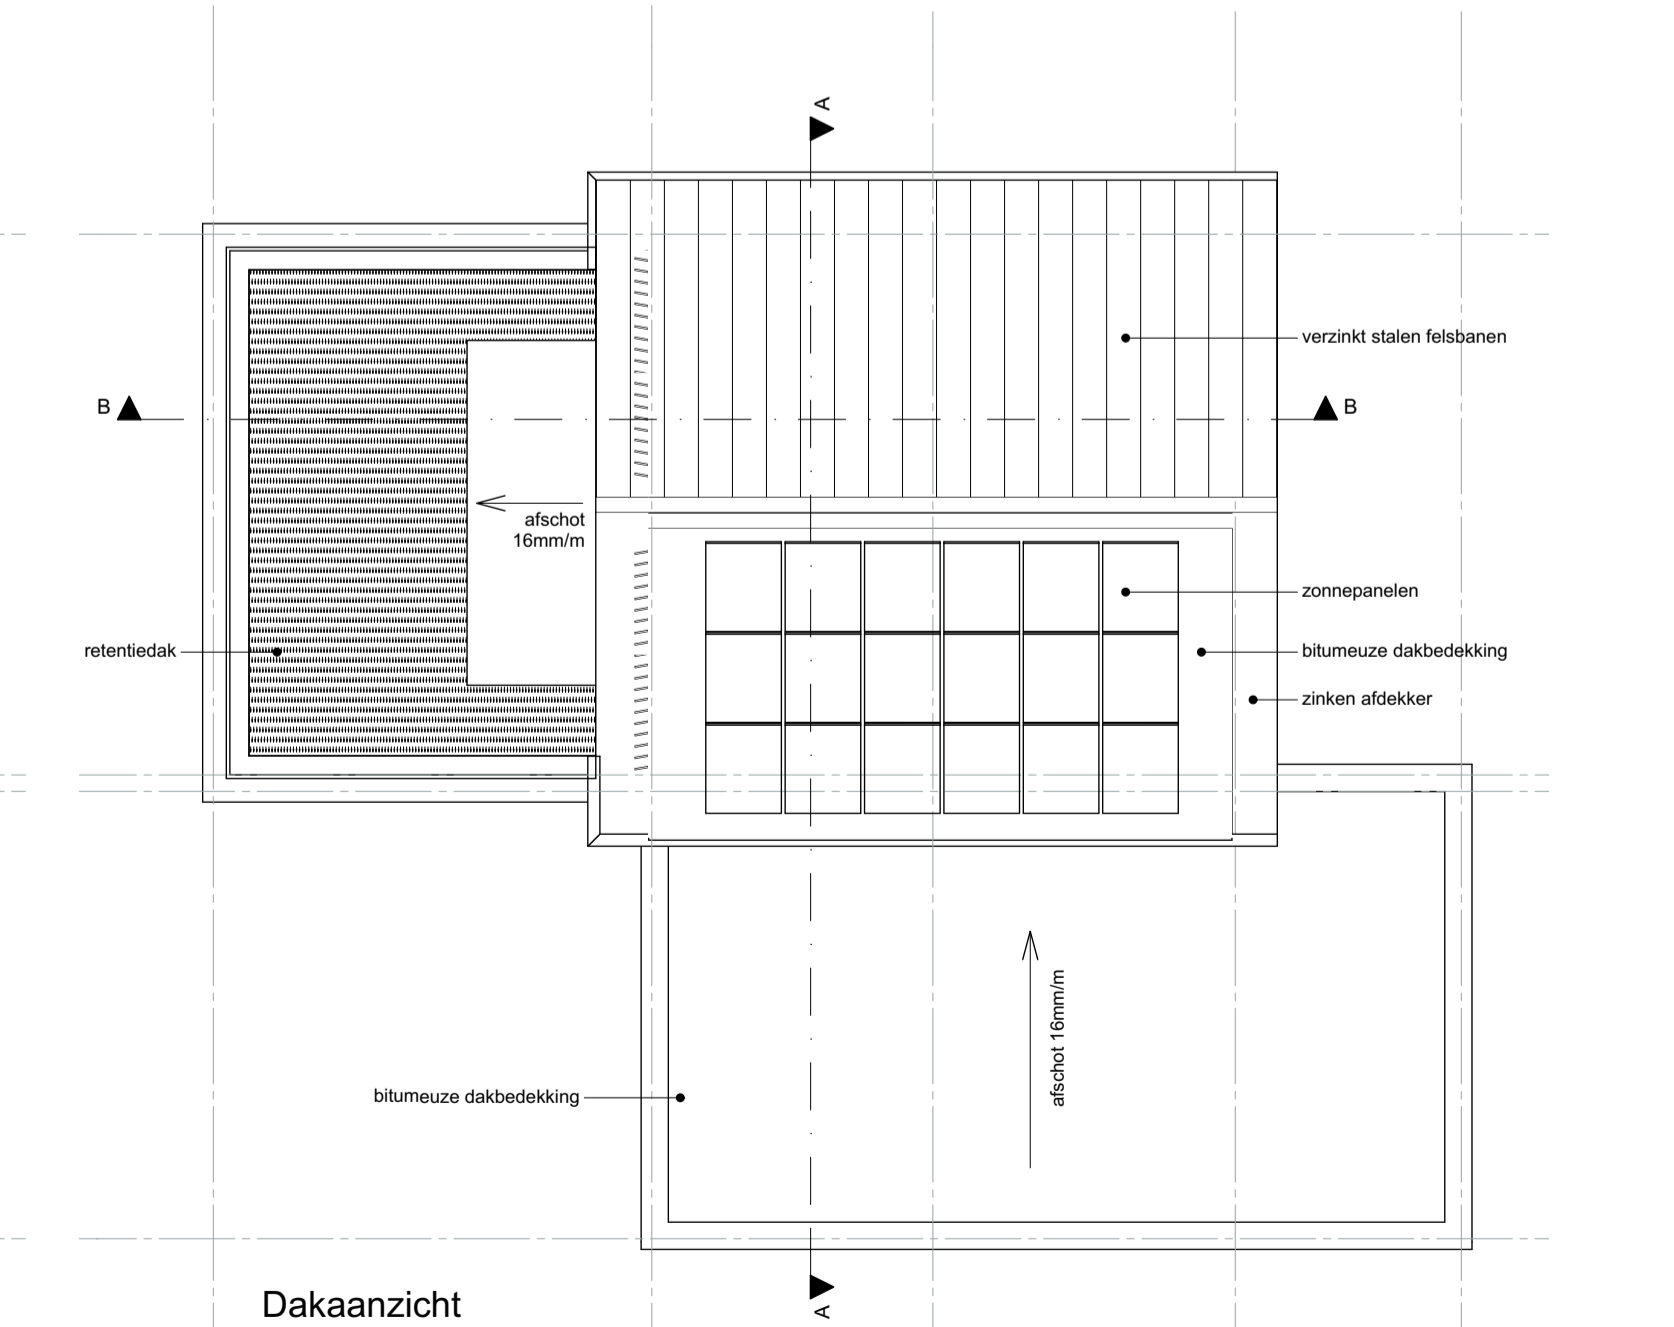 A
verzinkt stalen felsbanen
B
B
afschot
16mm/m
zonnepanelen
retentiedak
bitumeuze dakbedekking
zinken afdekker
afschot 16mm/m
bitumeuze dakbedekking
Dakaanzicht
A